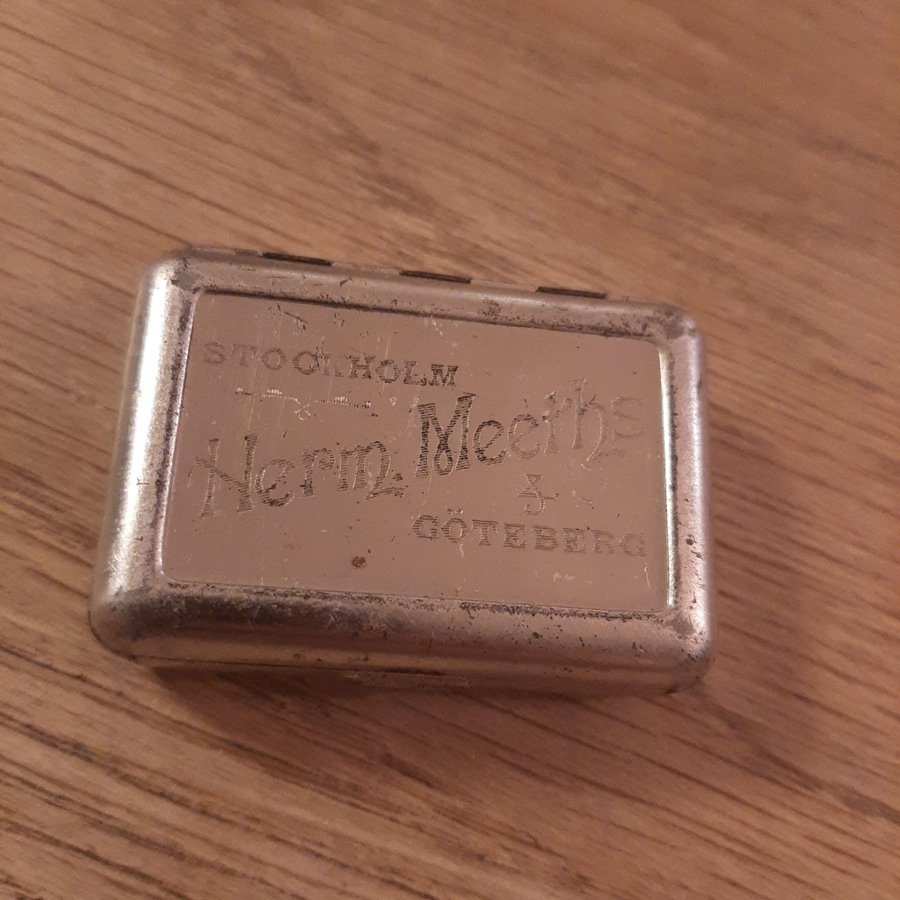 STOCKHOLM
Herm. Meeths
&
GÖTEBERG